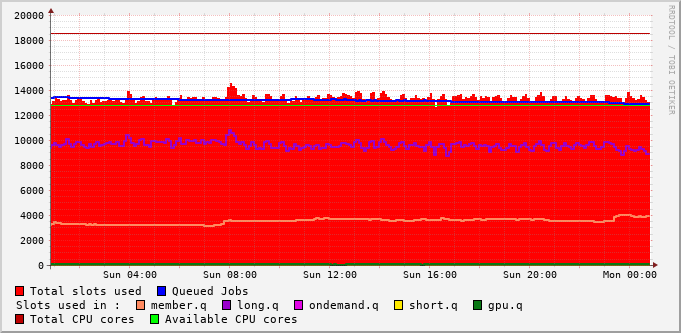 RRDTOOL / TOBI OETIKER
20000
18000
16000
14000
12000
10000
8000
6000
4000
2000
0
Sun 04:00 Sun 08:00 Sun 12:00 Sun 16:00 Sun 20:00 Mon 00:00
Total slots used Queued Jobs
Slots used in : member.q long.q ondemand.q short.q gpu.q
Total CPU cores Available CPU cores